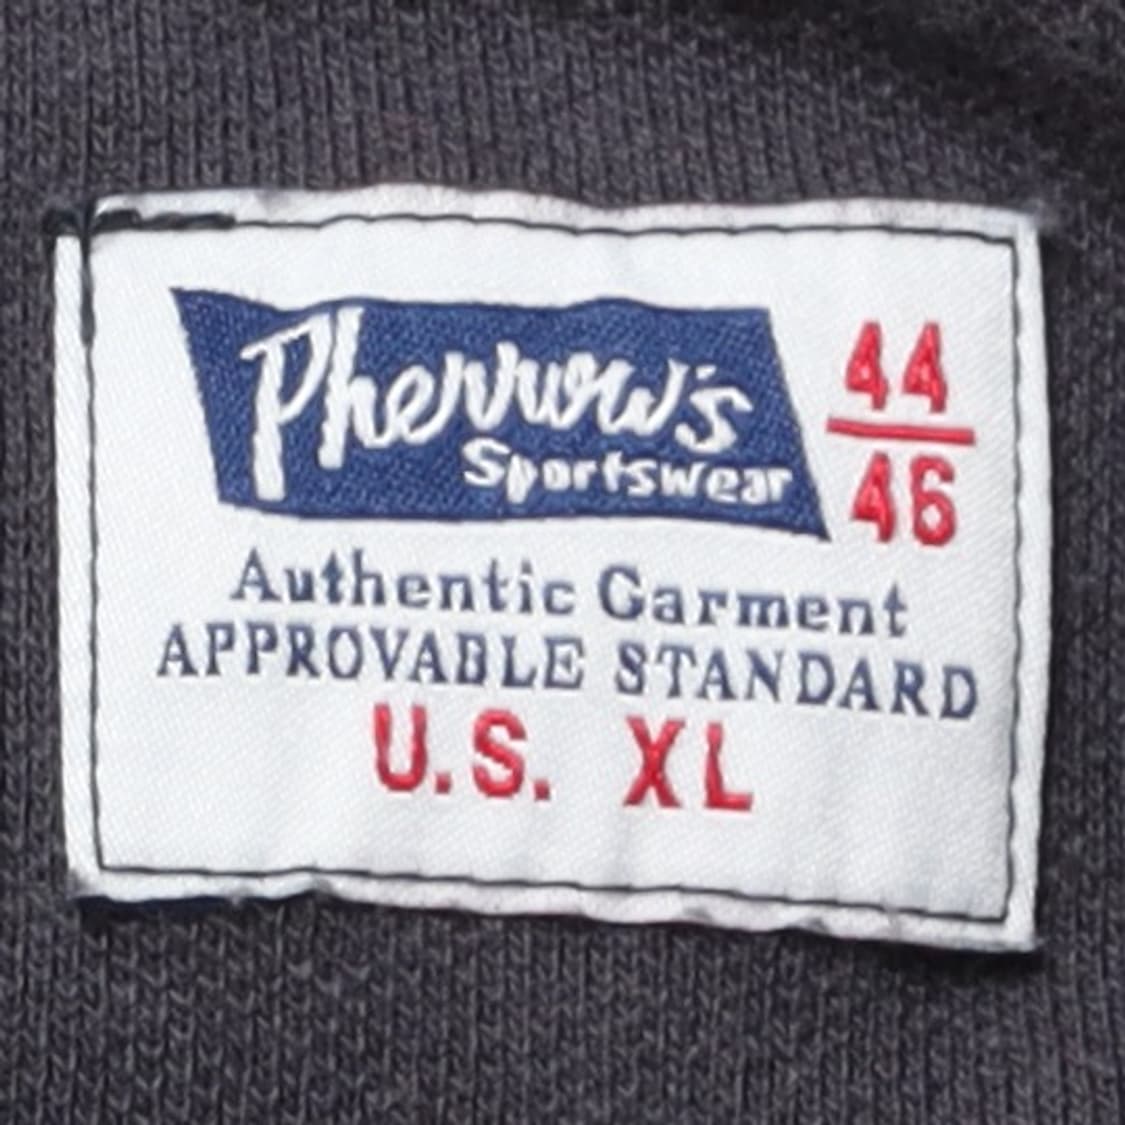 Pherrow's
Sportswear
44
46
Authentic Garment
APPROVABLE STANDARD
U.S. XL